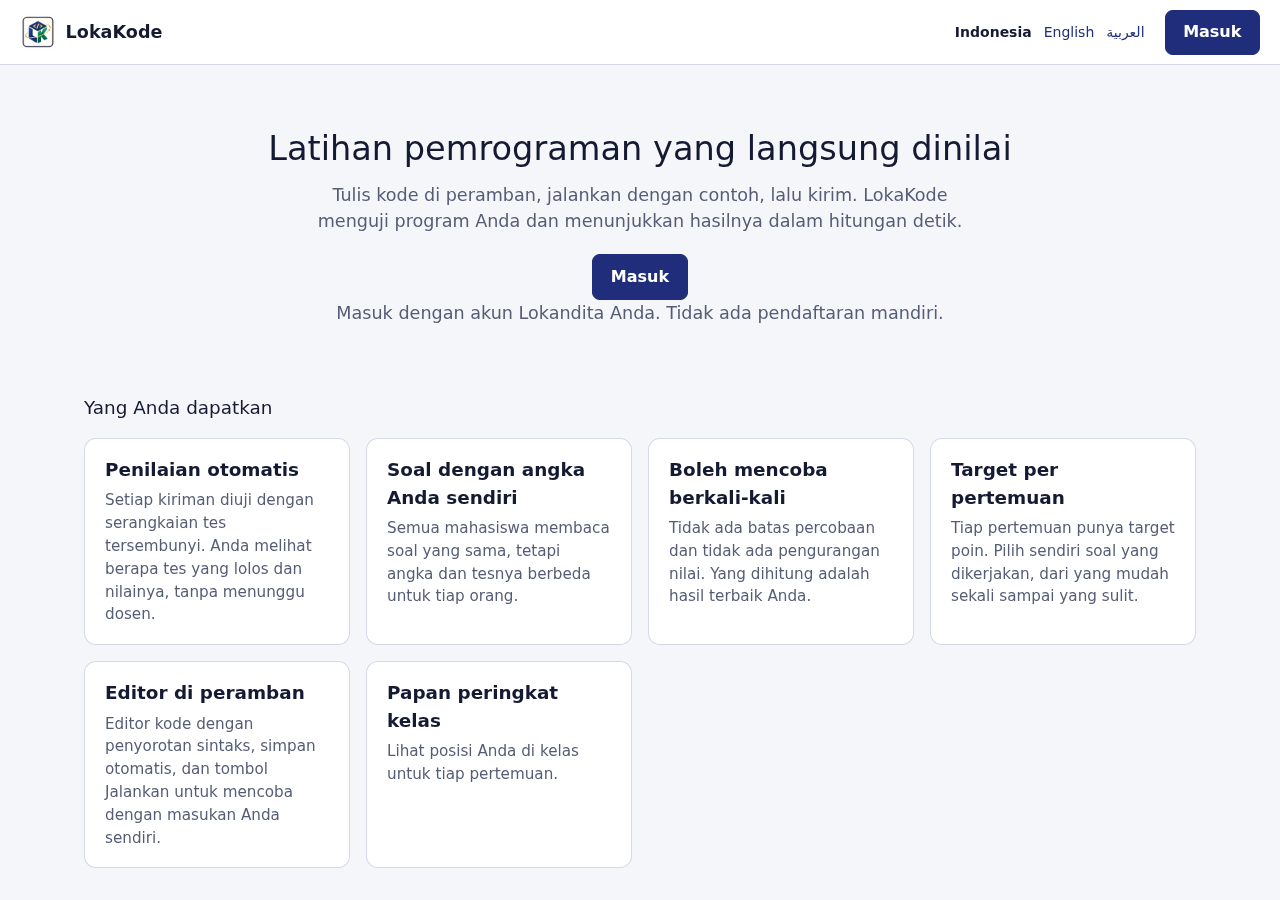 LokaKode
Indonesia English العربية Masuk
Latihan pemrograman yang langsung dinilai
Tulis kode di peramban, jalankan dengan contoh, lalu kirim. LokaKode
menguji program Anda dan menunjukkan hasilnya dalam hitungan detik.
Masuk
Masuk dengan akun Lokandita Anda. Tidak ada pendaftaran mandiri.
Yang Anda dapatkan
Penilaian otomatis
Setiap kiriman diuji dengan
serangkaian tes
tersembunyi. Anda melihat
berapa tes yang lolos dan
nilainya, tanpa menunggu
dosen.
Soal dengan angka
Anda sendiri
Semua mahasiswa membaca
soal yang sama, tetapi
angka dan tesnya berbeda
untuk tiap orang.
Boleh mencoba
berkali-kali
Tidak ada batas percobaan
dan tidak ada pengurangan
nilai. Yang dihitung adalah
hasil terbaik Anda.
Target per
pertemuan
Tiap pertemuan punya target
poin. Pilih sendiri soal yang
dikerjakan, dari yang mudah
sekali sampai yang sulit.
Editor di peramban
Editor kode dengan
penyorotan sintaks, simpan
otomatis, dan tombol
Jalankan untuk mencoba
dengan masukan Anda
sendiri.
Papan peringkat
kelas
Lihat posisi Anda di kelas
untuk tiap pertemuan.